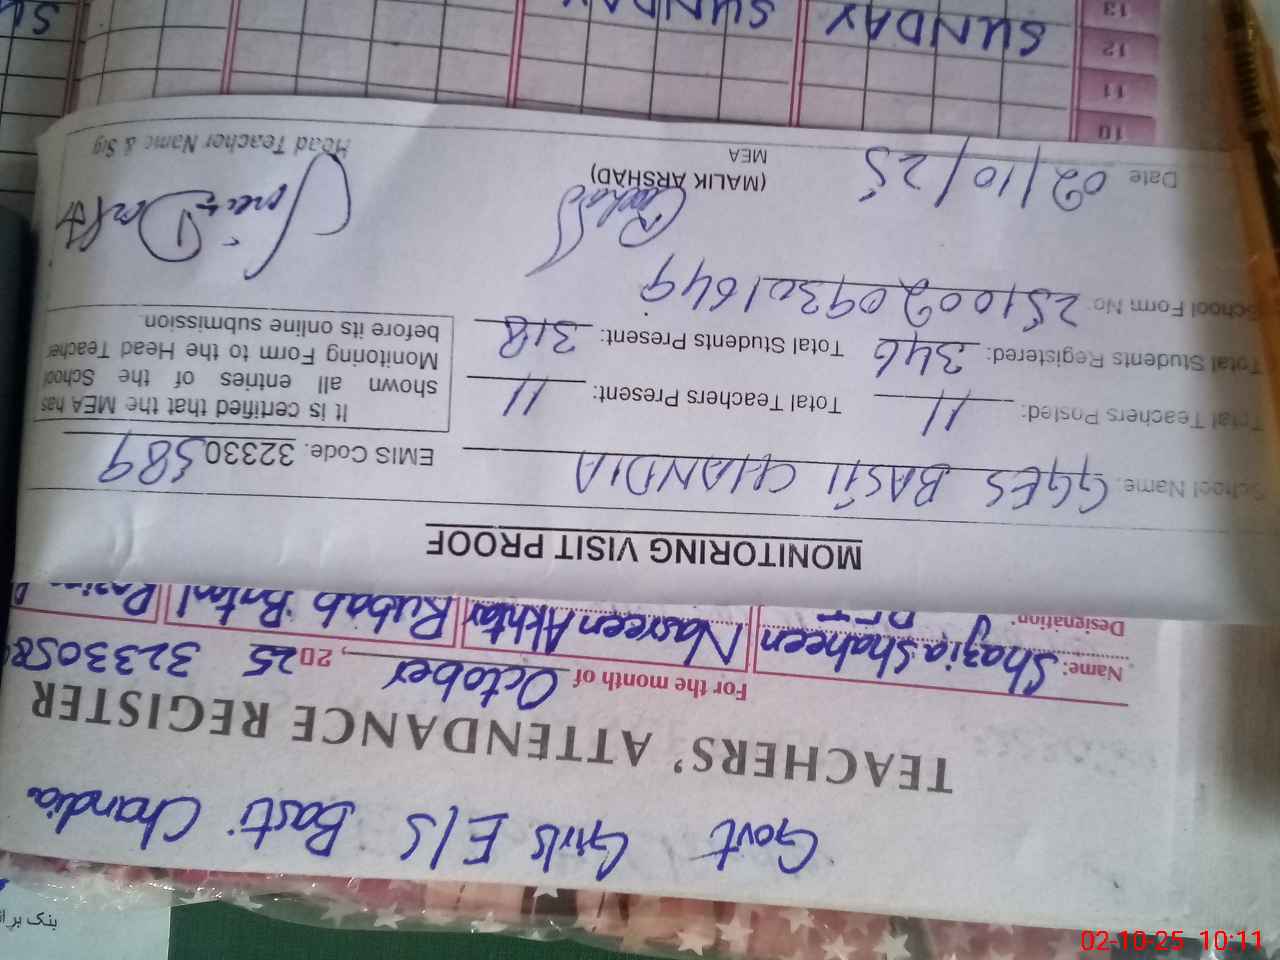 Govt Girls E/S Basti Chandia
TEACHERS' ATTENDANCE REGISTER
For the month of October, 2025 3233058
Name: Shazia Shaheen Nasreen Akhtar Rubab Batool
Designation:
MONITORING VISIT PROOF
School Name: GGES BASTI CHANDIA EMIS Code. 32330589
Total Teachers Posted: 11 Total Teachers Present: 11
Total Students Registered: 346 Total Students Present: 318
It is certified that the MEA has
shown all entries of the School
Monitoring Form to the Head Teacher
before its online submission.
School Form No. 25100209301649
Date 02/10/25
(MALIK ARSHAD)
MEA
Head Teacher Name & Sig
10
11
12 SUNDAY SUNDAY
13
بنک برا
02-10-25 10:11